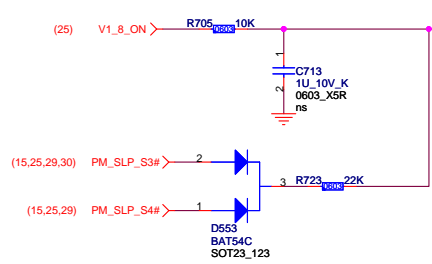 R705 0603 10K
(25) V1_8_ON
1
C713
1U_10V_K
2
0603_X5R
ns
(15,25,29,30) PM_SLP_S3# 2
3 R723 0603 22K
(15,25,29) PM_SLP_S4# 1
D553
BAT54C
SOT23_123